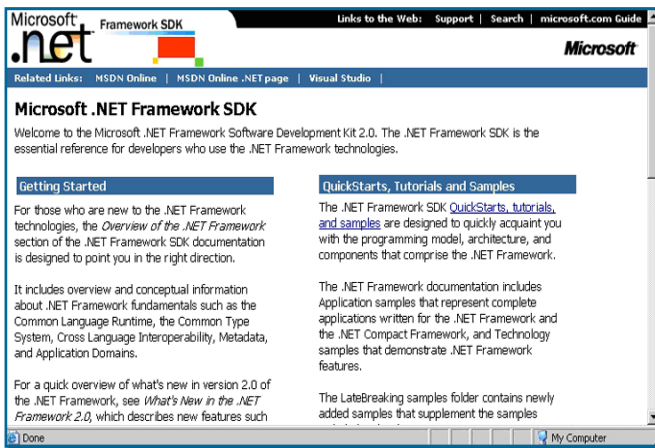 Microsoft
.net
Framework SDK
Links to the Web: Support | Search | microsoft.com Guide
Microsoft
Related Links: MSDN Online | MSDN Online .NET page | Visual Studio |
Microsoft .NET Framework SDK
Welcome to the Microsoft .NET Framework Software Development Kit 2.0. The .NET Framework SDK is the
essential reference for developers who use the .NET Framework technologies.
Getting Started
For those who are new to the .NET Framework
technologies, the Overview of the .NET Framework
section of the .NET Framework SDK documentation
is designed to point you in the right direction.
It includes overview and conceptual information
about .NET Framework fundamentals such as the
Common Language Runtime, the Common Type
System, Cross Language Interoperability, Metadata,
and Application Domains.
For a quick overview of what's new in version 2.0 of
the .NET Framework, see What's New in the .NET
Framework 2.0, which describes new features such
QuickStarts, Tutorials and Samples
The .NET Framework SDK QuickStarts, tutorials,
and samples are designed to quickly acquaint you
with the programming model, architecture, and
components that comprise the .NET Framework.
The .NET Framework documentation includes
Application samples that represent complete
applications written for the .NET Framework and
the .NET Compact Framework, and Technology
samples that demonstrate .NET Framework
features.
The LateBreaking samples folder contains newly
added samples that supplement the samples
Done
My Computer